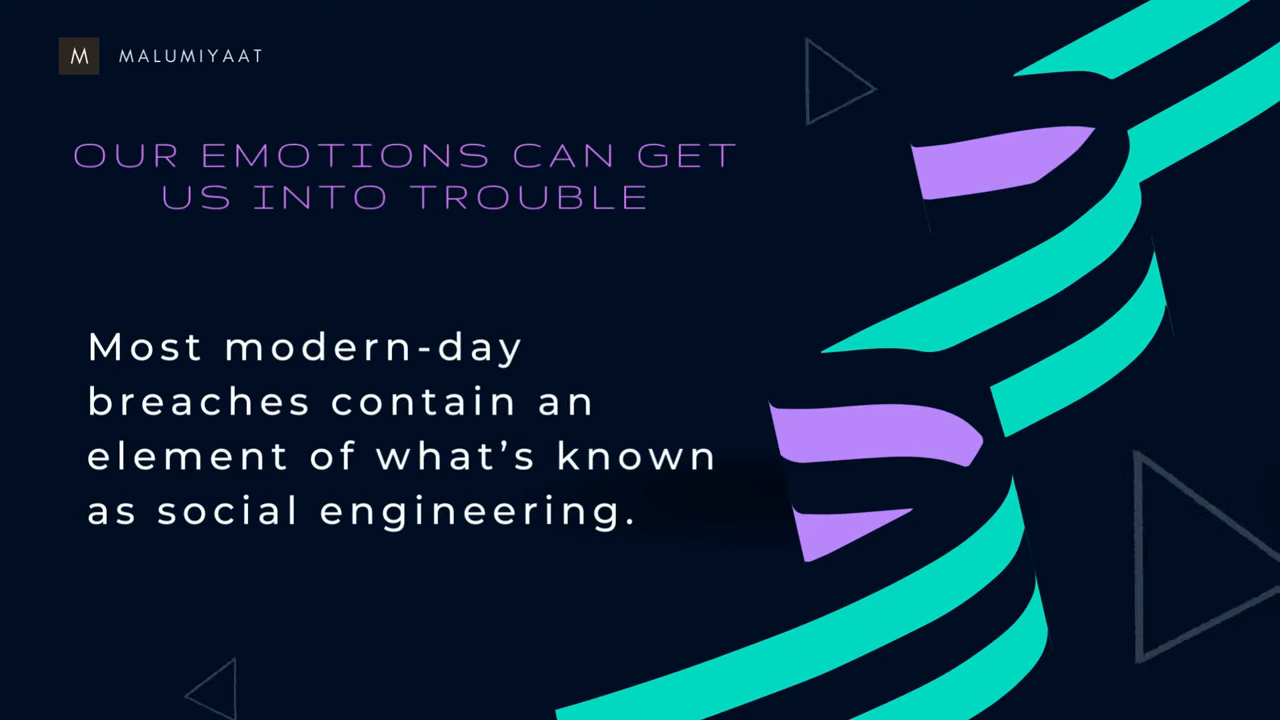 M MALUMIYAAT
OUR EMOTIONS CAN GET
US INTO TROUBLE
Most modern-day
breaches contain an
element of what’s known
as social engineering.